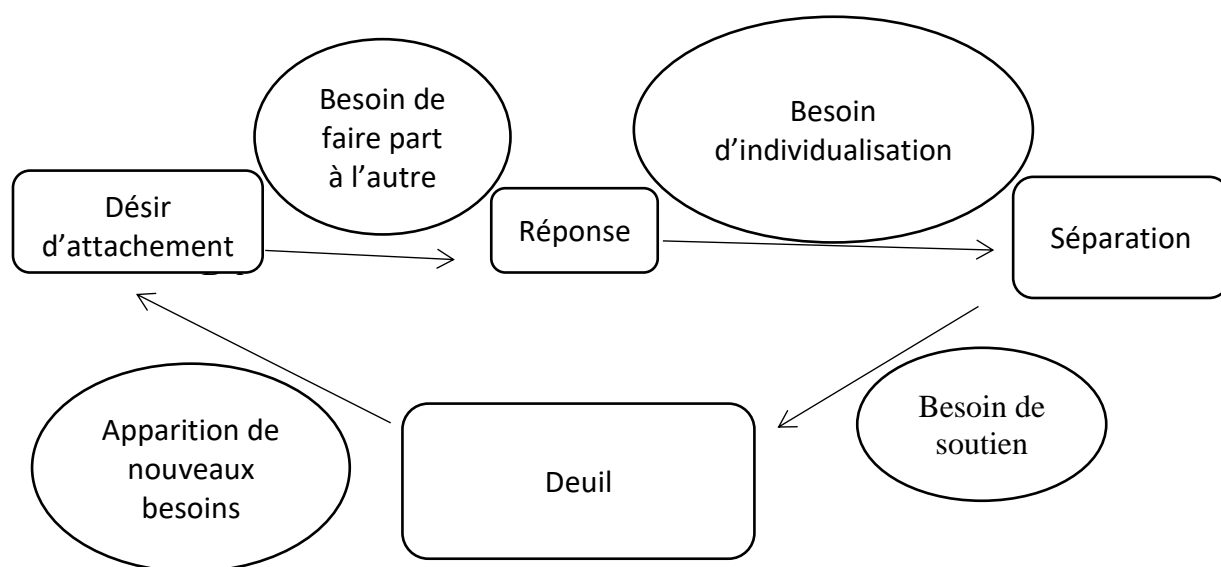 Besoin de
faire part
à l’autre
Besoin
d’individualisation
Désir
d’attachement
Réponse
Séparation
Apparition de
nouveaux
besoins
Deuil
Besoin de
soutien